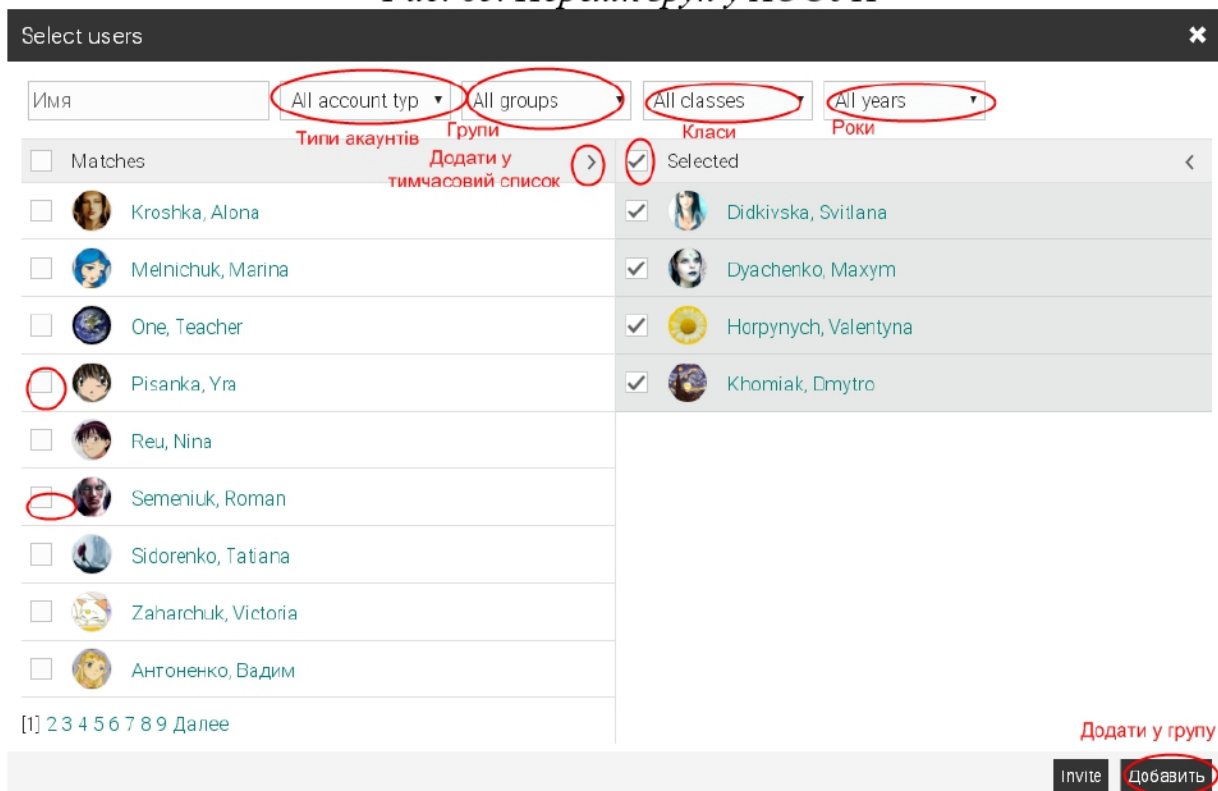 Select users
Имя
All account typ
All groups
All classes
All years
Типи акаунтів
Групи
Класи
Роки
Matches
Додати у
тимчасовий список
Selected
Kroshka, Alona
Didkivska, Svitlana
Melnichuk, Marina
Dyachenko, Maxym
One, Teacher
Horpynych, Valentyna
Pisanka, Yra
Khomiak, Dmytro
Reu, Nina
Semeniuk, Roman
Sidorenko, Tatiana
Zaharchuk, Victoria
Антоненко, Вадим
[1] 2 3 4 5 6 7 8 9 Далее
Додати у групу
Invite
Добавить